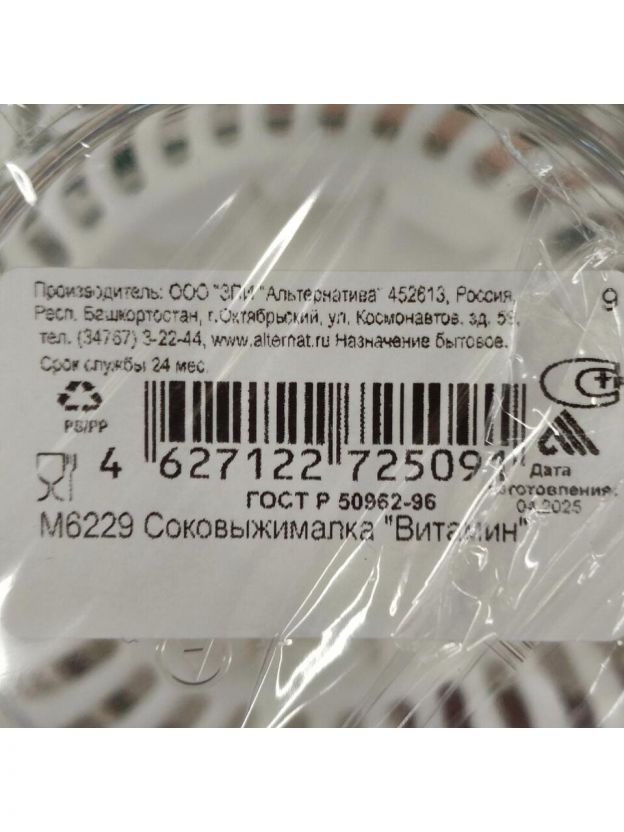 Производитель: ООО "ЗПИ "Альтернатива" 452613, Россия,
Респ. Башкортостан, г.Октябрьский, ул. Космонавтов, зд. 59,
тел. (34767) 3-22-44, www.alternat.ru Назначение бытовое.
Срок службы 24 мес.
9
PS/PP
4 627122 725091
Дата
изготовления:
04.2025
ГОСТ Р 50962-96
М6229 Соковыжималка "Витамин"